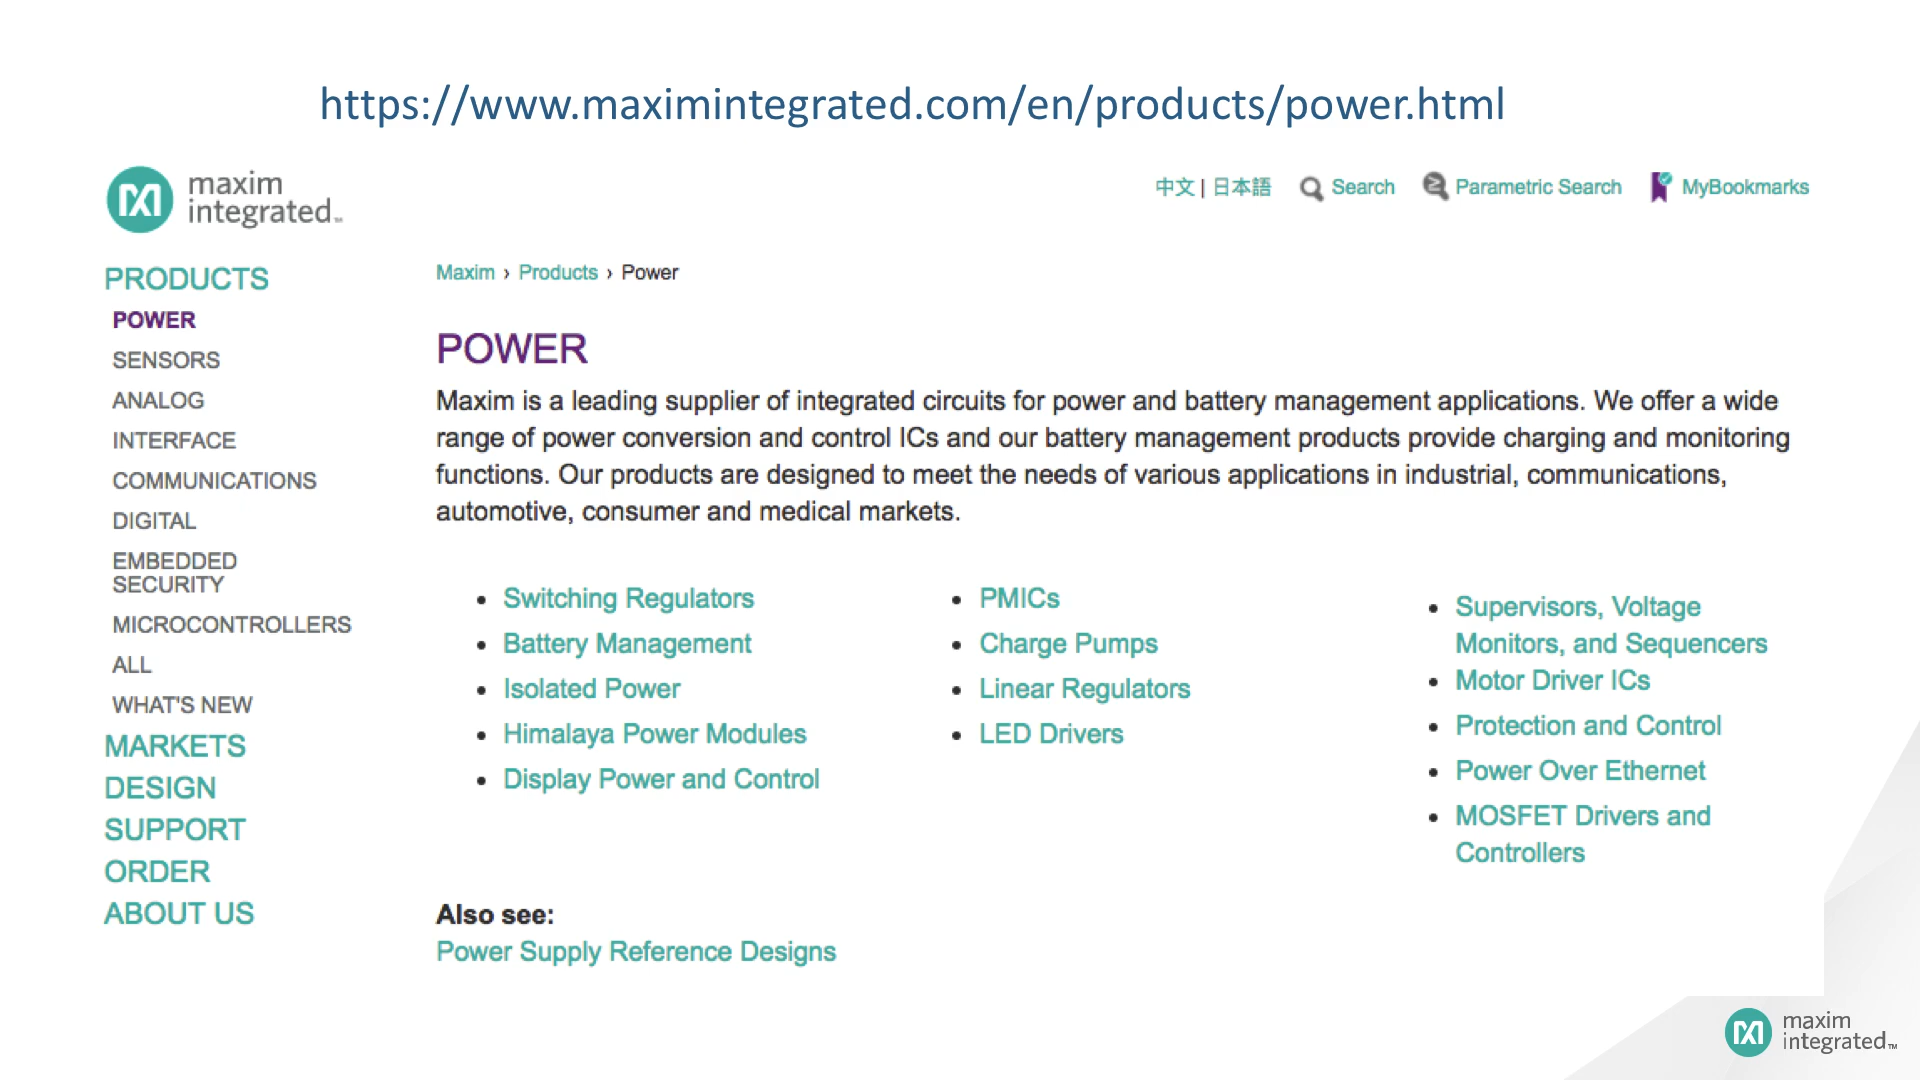 https://www.maximintegrated.com/en/products/power.html
maxim
integrated™
中文 | 日本語 Search Parametric Search MyBookmarks
PRODUCTS
POWER
SENSORS
ANALOG
INTERFACE
COMMUNICATIONS
DIGITAL
EMBEDDED
SECURITY
MICROCONTROLLERS
ALL
WHAT'S NEW
MARKETS
DESIGN
SUPPORT
ORDER
ABOUT US
Maxim › Products › Power
POWER
Maxim is a leading supplier of integrated circuits for power and battery management applications. We offer a wide
range of power conversion and control ICs and our battery management products provide charging and monitoring
functions. Our products are designed to meet the needs of various applications in industrial, communications,
automotive, consumer and medical markets.
• Switching Regulators
• Battery Management
• Isolated Power
• Himalaya Power Modules
• Display Power and Control
• PMICs
• Charge Pumps
• Linear Regulators
• LED Drivers
• Supervisors, Voltage
Monitors, and Sequencers
• Motor Driver ICs
• Protection and Control
• Power Over Ethernet
• MOSFET Drivers and
Controllers
Also see:
Power Supply Reference Designs
maxim
integrated™